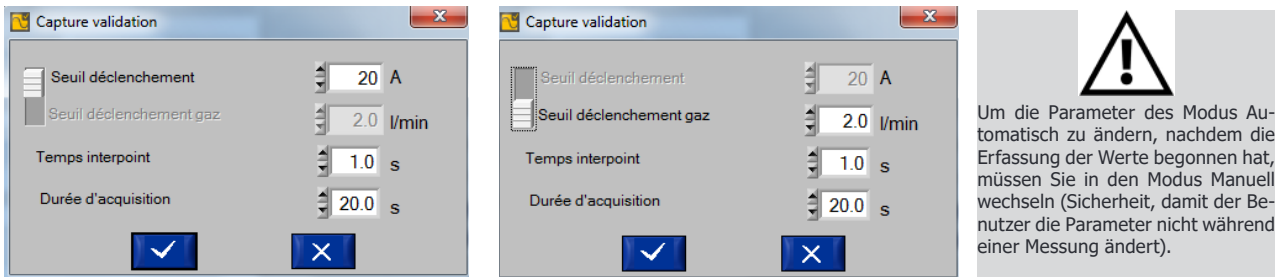 Capture validation
Seuil déclenchement 20 A
Seuil déclenchement gaz 2.0 l/min
Temps interpoint 1.0 s
Durée d'acquisition 20.0 s
Capture validation
Seuil déclenchement 20 A
Seuil déclenchement gaz 2.0 l/min
Temps interpoint 1.0 s
Durée d'acquisition 20.0 s
Um die Parameter des Modus Au-
tomatisch zu ändern, nachdem die
Erfassung der Werte begonnen hat,
müssen Sie in den Modus Manuell
wechseln (Sicherheit, damit der Be-
nutzer die Parameter nicht während
einer Messung ändert).